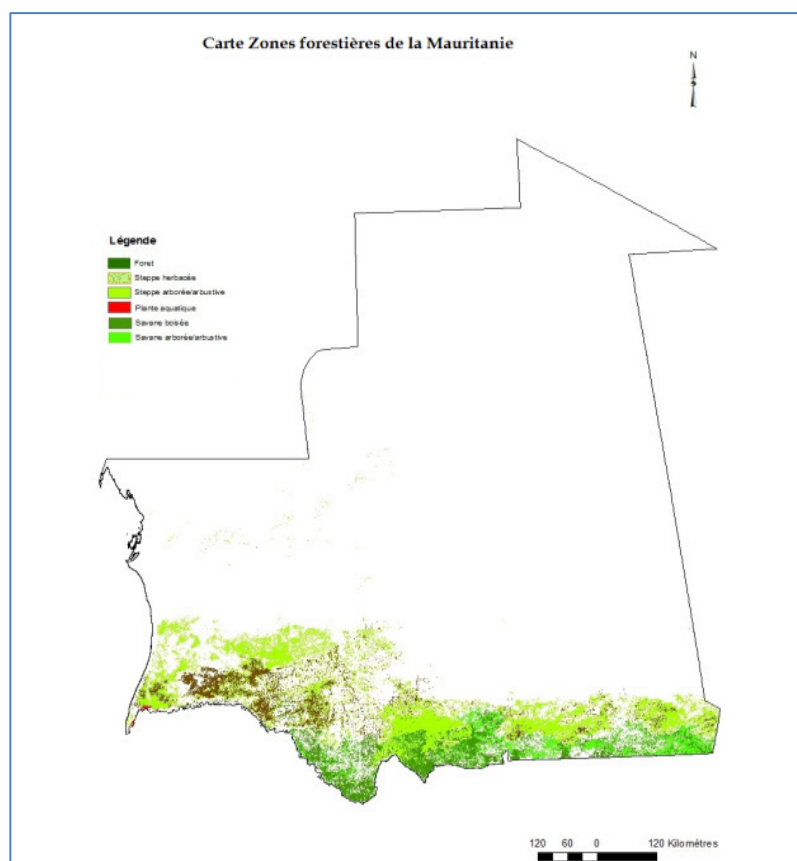 Carte Zones forestières de la Mauritanie
N
Légende
Foret
Steppe herbacée
Steppe arborée/arbustive
Plante aquatique
Savane boisée
Savane arborée/arbustive
120 60 0 120 Kilomètres